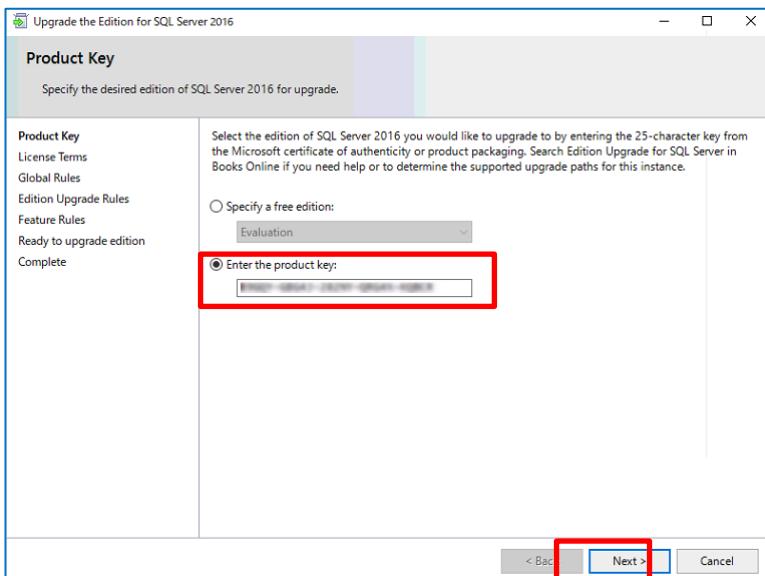 Upgrade the Edition for SQL Server 2016
Product Key
Specify the desired edition of SQL Server 2016 for upgrade.
Product Key
License Terms
Global Rules
Edition Upgrade Rules
Feature Rules
Ready to upgrade edition
Complete
Select the edition of SQL Server 2016 you would like to upgrade to by entering the 25-character key from
the Microsoft certificate of authenticity or product packaging. Search Edition Upgrade for SQL Server in
Books Online if you need help or to determine the supported upgrade paths for this instance.
Specify a free edition:
Evaluation
Enter the product key:
< Bac
Next >
Cancel